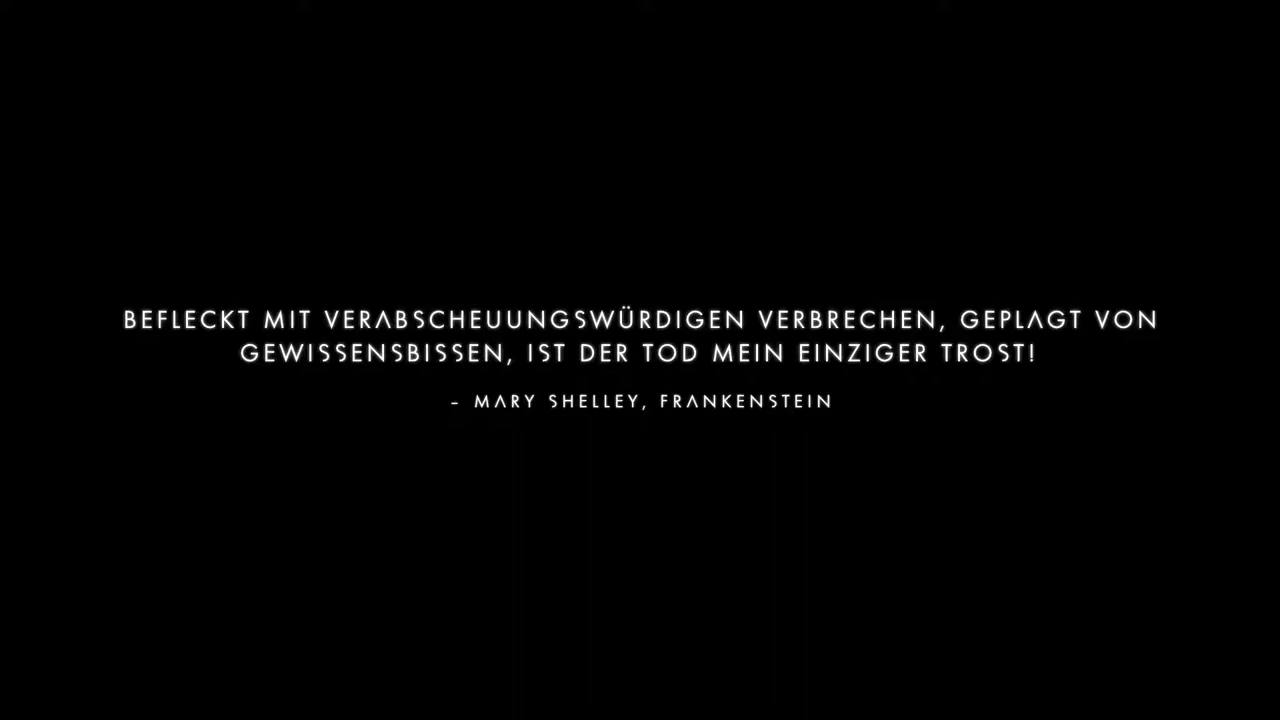 BEFLECKT MIT VERABSCHEUUNGSWÜRDIGEN VERBRECHEN, GEPLAGT VON
GEWISSENSBISSEN, IST DER TOD MEIN EINZIGER TROST!
- MARY SHELLEY, FRANKENSTEIN